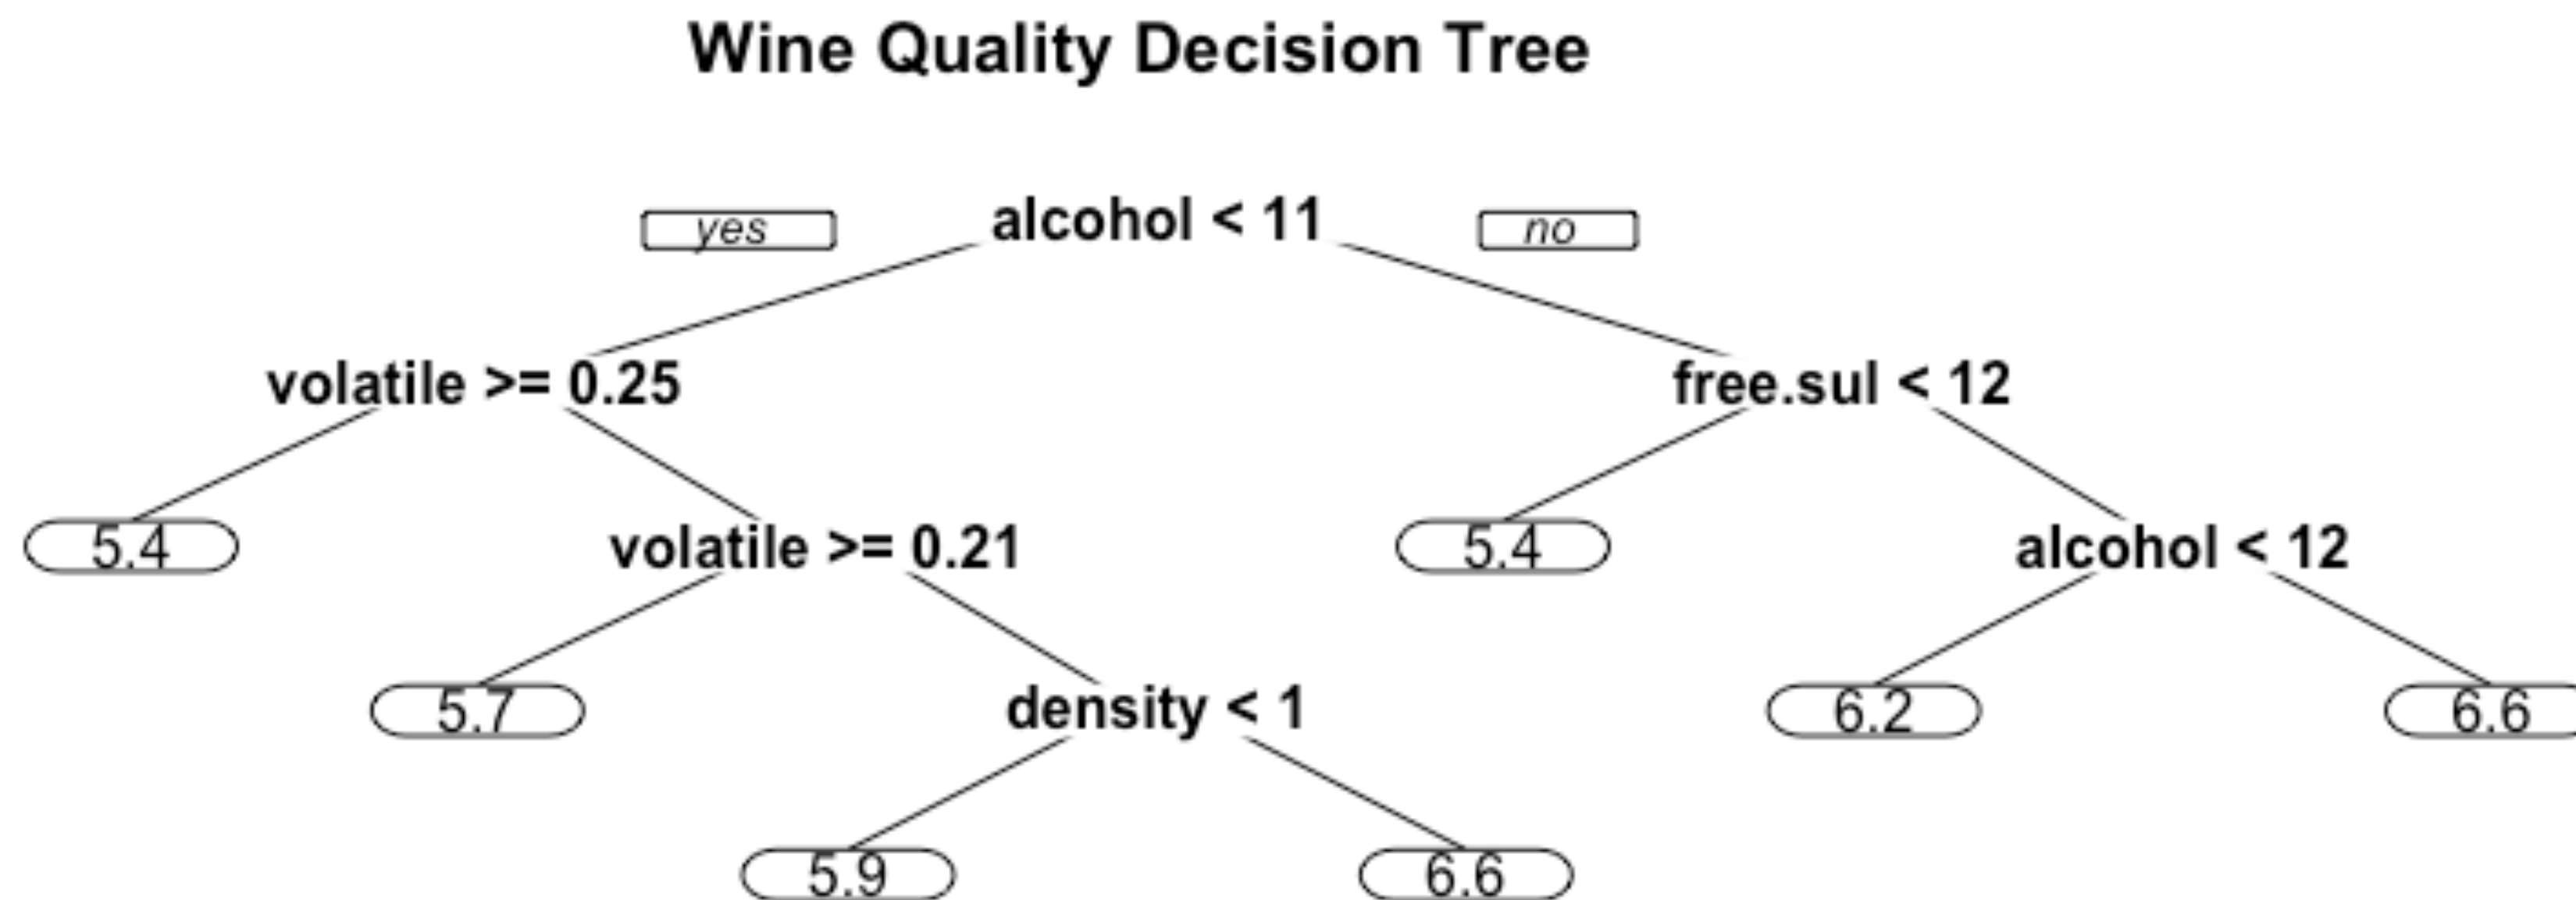 Wine Quality Decision Tree
yes alcohol < 11 no
volatile >= 0.25 free.sul < 12
5.4 volatile >= 0.21 5.4 alcohol < 12
5.7 density < 1 6.2 6.6
5.9 6.6